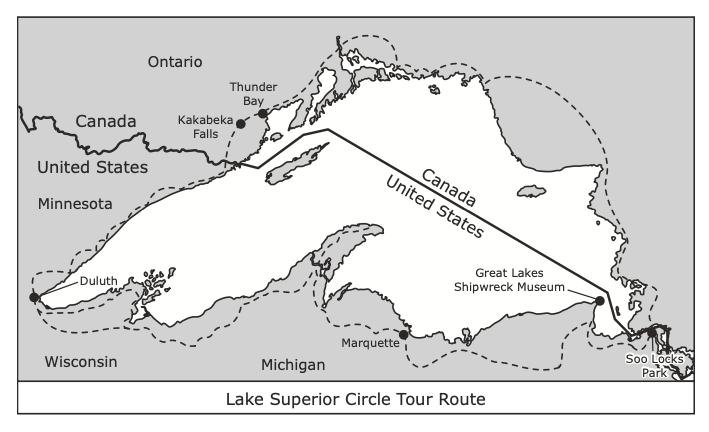 Ontario
Thunder
Bay
Kakabeka
Falls
Canada
United States
Minnesota
Canada
United States
Duluth
Great Lakes
Shipwreck Museum
Marquette
Soo Locks
Park
Wisconsin
Michigan
Lake Superior Circle Tour Route